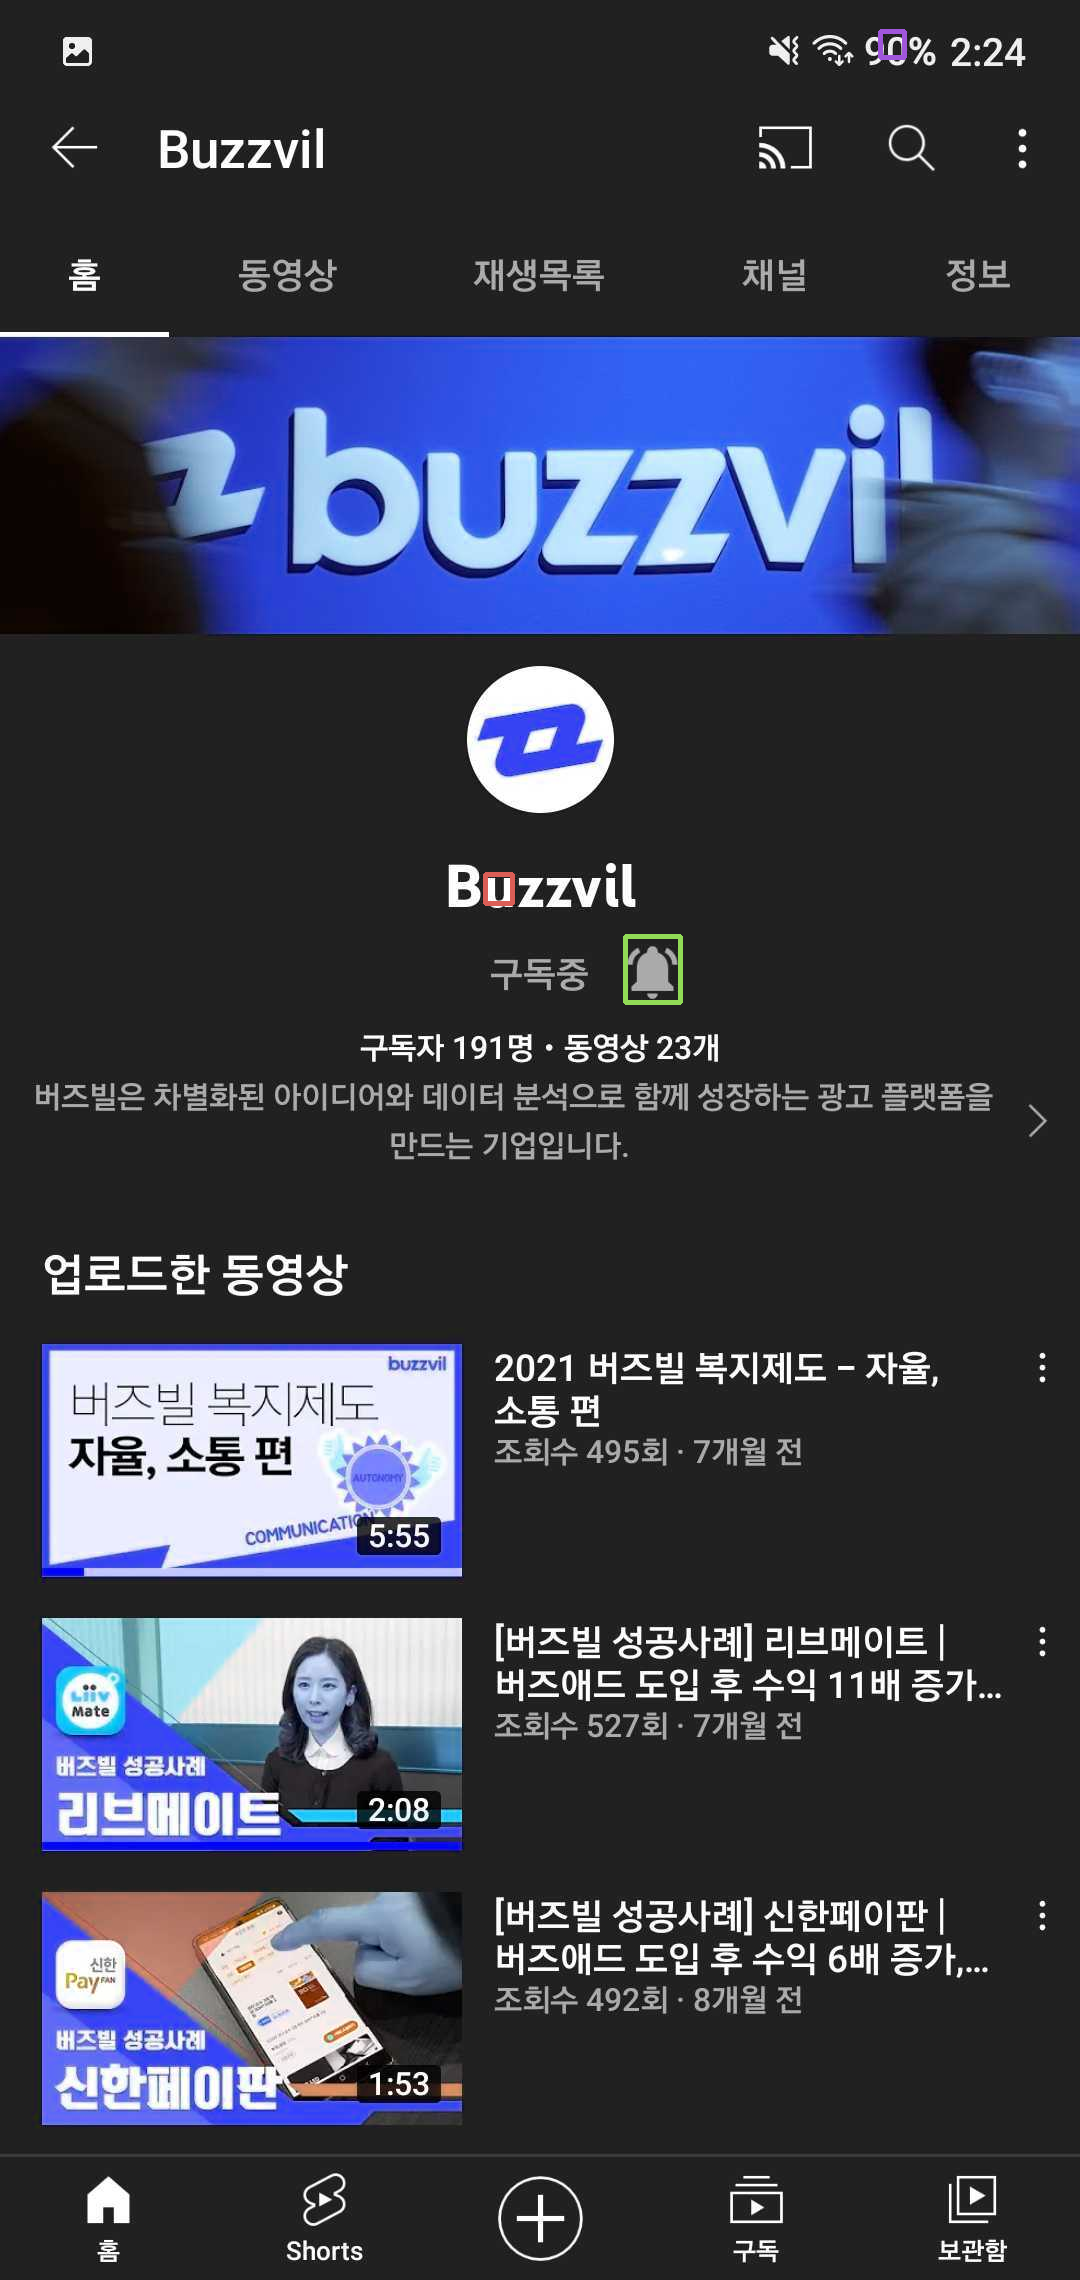 90% 2:24
Buzzvil
홈 동영상 재생목록 채널 정보
buzzvil
Buzzvil
구독중
구독자 191명 · 동영상 23개
버즈빌은 차별화된 아이디어와 데이터 분석으로 함께 성장하는 광고 플랫폼을
만드는 기업입니다.
업로드한 동영상
buzzvil
버즈빌 복지제도
자율, 소통 편
AUTONOMY
COMMUNICATION
5:55
2021 버즈빌 복지제도 – 자율,
소통 편
조회수 495회 · 7개월 전
Liiv
Mate
버즈빌 성공사례
리브메이트
2:08
[버즈빌 성공사례] 리브메이트 |
버즈애드 도입 후 수익 11배 증가...
조회수 527회 · 7개월 전
신한
PayFAN
버즈빌 성공사례
신한페이판
1:53
[버즈빌 성공사례] 신한페이판 |
버즈애드 도입 후 수익 6배 증가,...
조회수 492회 · 8개월 전
홈 Shorts 구독 보관함